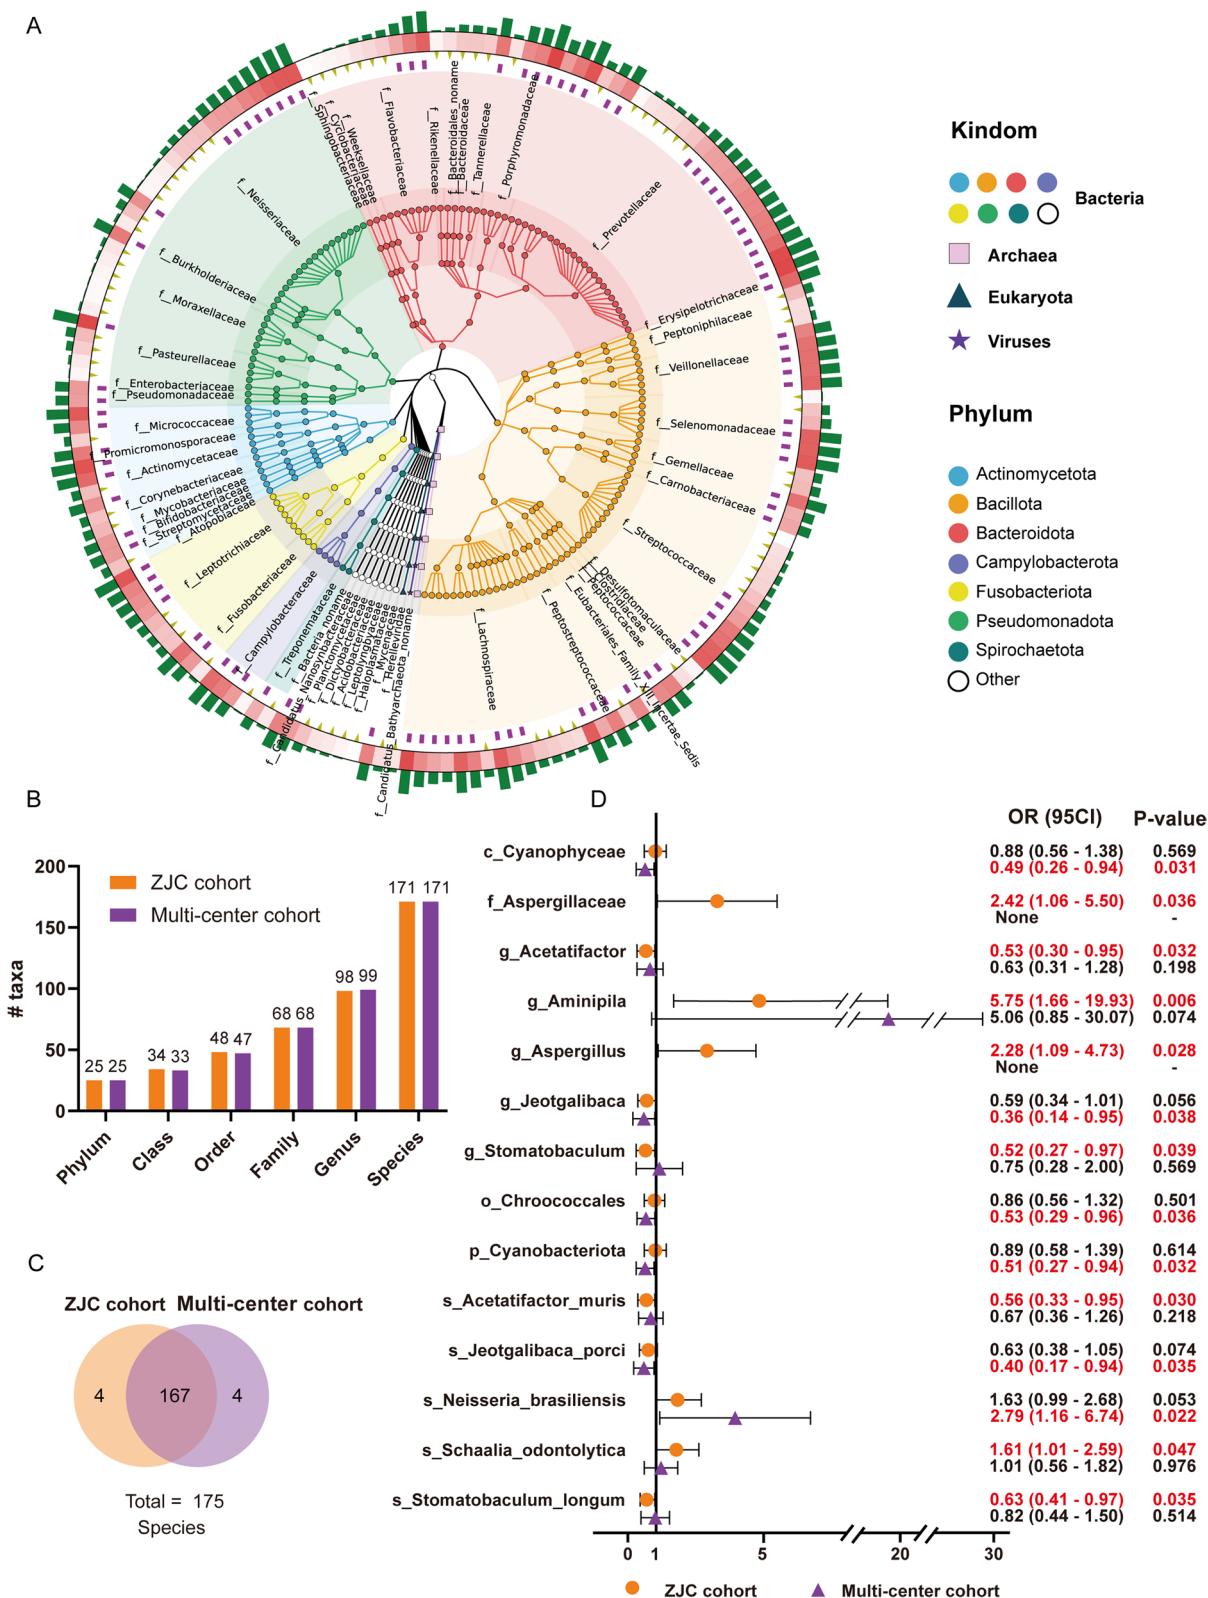 A
f__Sphingobacteriaceae
f__Cyclobacteriaceae
f__Weeksellaceae
f__Flavobacteriaceae
f__Rikenellaceae
f__Bacteroidales_noname
f__Bacteroidaceae
f__Tannerellaceae
f__Porphyromonadaceae
f__Prevotellaceae
f__Erysipelotrichaceae
f__Peptoniphilaceae
f__Veillonellaceae
f__Selenomonadaceae
f__Gemellaceae
f__Carnobacteriaceae
f__Streptococcaceae
f__Desulfotomaculaceae
f__Clostridiaceae
f__Peptococcaceae
f__Eubacteriales_Family_XIII_Incertae_Sedis
f__Peptostreptococcaceae
f__Lachnospiraceae
f__Candidatus_Bathyarchaeota_noname
f__Herelleviridae
f__Mycenaceae
f__Haloplasmataceae
f__Leptolyngbyaceae
f__Acidobacteriaceae
f__Dictyobacteraceae
f__Planctomycetaceae
f__Candidatus_Nanosynbacteraceae
f__Bacteria_noname
f__Treponemataceae
f__Campylobacteraceae
f__Fusobacteriaceae
f__Leptotrichiaceae
f__Atopobiaceae
f__Streptomycetaceae
f__Bifidobacteriaceae
f__Mycobacteriaceae
f__Corynebacteriaceae
f__Actinomycetaceae
f__Promicromonosporaceae
f__Micrococcaceae
f__Pseudomonadaceae
f__Enterobacteriaceae
f__Pasteurellaceae
f__Moraxellaceae
f__Burkholderiaceae
f__Neisseriaceae
Kindom
Bacteria
Archaea
Eukaryota
Viruses
Phylum
Actinomycetota
Bacillota
Bacteroidota
Campylobacterota
Fusobacteriota
Pseudomonadota
Spirochaetota
Other
B
# taxa
200
150
100
50
0
ZJC cohort
Multi-center cohort
25 25
34 33
48 47
68 68
98 99
171 171
Phylum
Class
Order
Family
Genus
Species
C
ZJC cohort Multi-center cohort
4 167 4
Total = 175
Species
D
OR (95CI) P-value
c_Cyanophyceae
0.88 (0.56 - 1.38) 0.569
0.49 (0.26 - 0.94) 0.031
f_Aspergillaceae
2.42 (1.06 - 5.50) 0.036
None -
g_Acetatifactor
0.53 (0.30 - 0.95) 0.032
0.63 (0.31 - 1.28) 0.198
g_Aminipila
5.75 (1.66 - 19.93) 0.006
5.06 (0.85 - 30.07) 0.074
g_Aspergillus
2.28 (1.09 - 4.73) 0.028
None -
g_Jeotgalibaca
0.59 (0.34 - 1.01) 0.056
0.36 (0.14 - 0.95) 0.038
g_Stomatobaculum
0.52 (0.27 - 0.97) 0.039
0.75 (0.28 - 2.00) 0.569
o_Chroococcales
0.86 (0.56 - 1.32) 0.501
0.53 (0.29 - 0.96) 0.036
p_Cyanobacteriota
0.89 (0.58 - 1.39) 0.614
0.51 (0.27 - 0.94) 0.032
s_Acetatifactor_muris
0.56 (0.33 - 0.95) 0.030
0.67 (0.36 - 1.26) 0.218
s_Jeotgalibaca_porci
0.63 (0.38 - 1.05) 0.074
0.40 (0.17 - 0.94) 0.035
s_Neisseria_brasiliensis
1.63 (0.99 - 2.68) 0.053
2.79 (1.16 - 6.74) 0.022
s_Schaalia_odontolytica
1.61 (1.01 - 2.59) 0.047
1.01 (0.56 - 1.82) 0.976
s_Stomatobaculum_longum
0.63 (0.41 - 0.97) 0.035
0.82 (0.44 - 1.50) 0.514
0 1 5 20 30
ZJC cohort Multi-center cohort